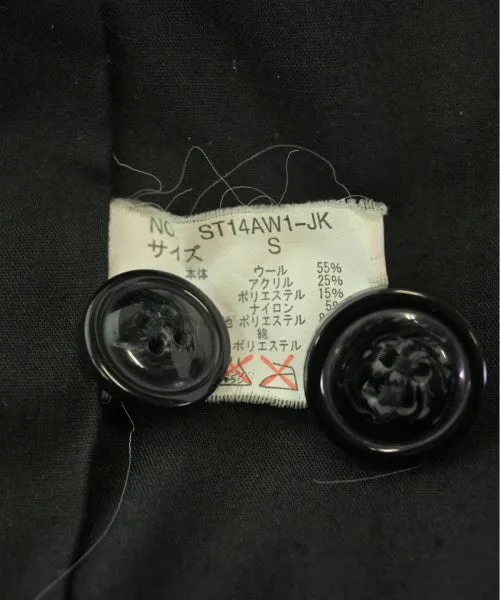 No ST14AW1-JK
サイズ S
本体 ウール 55%
アクリル 25%
ポリエステル 15%
ナイロン 5%
ポリエステル
綿
ポリエステル